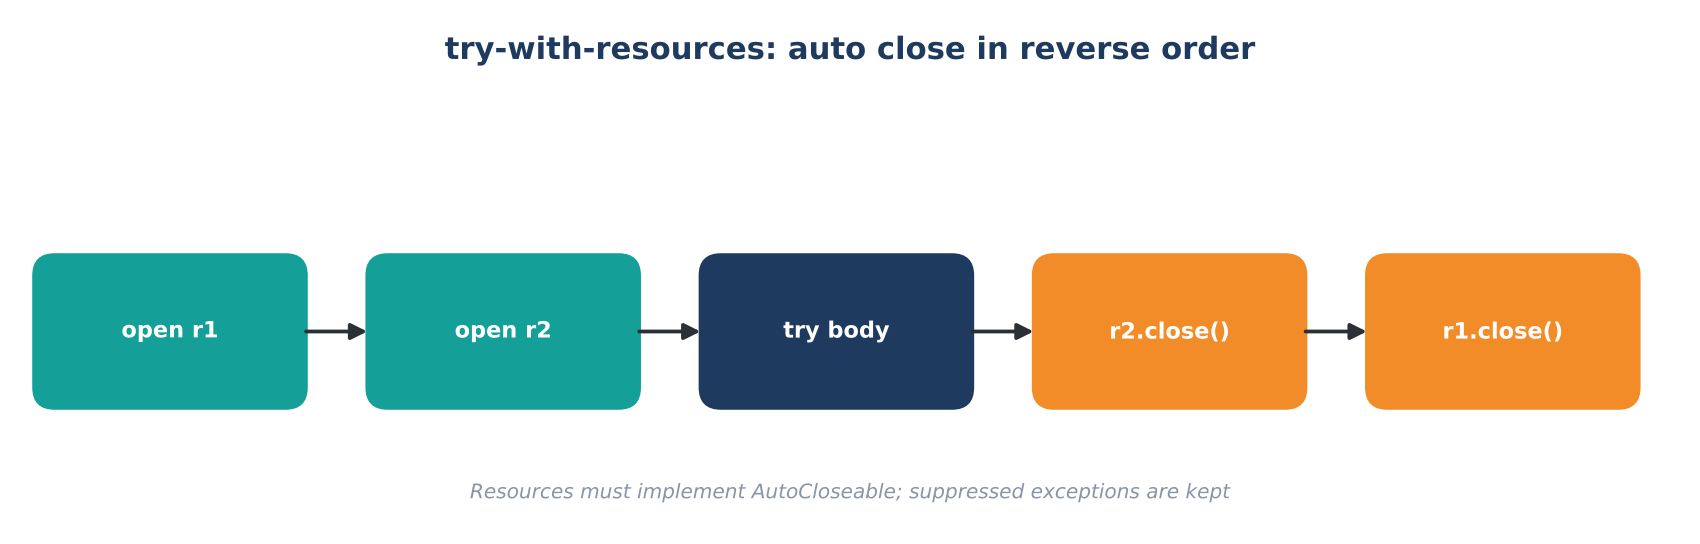 try-with-resources: auto close in reverse order
open r1
open r2
try body
r2.close()
r1.close()
Resources must implement AutoCloseable; suppressed exceptions are kept